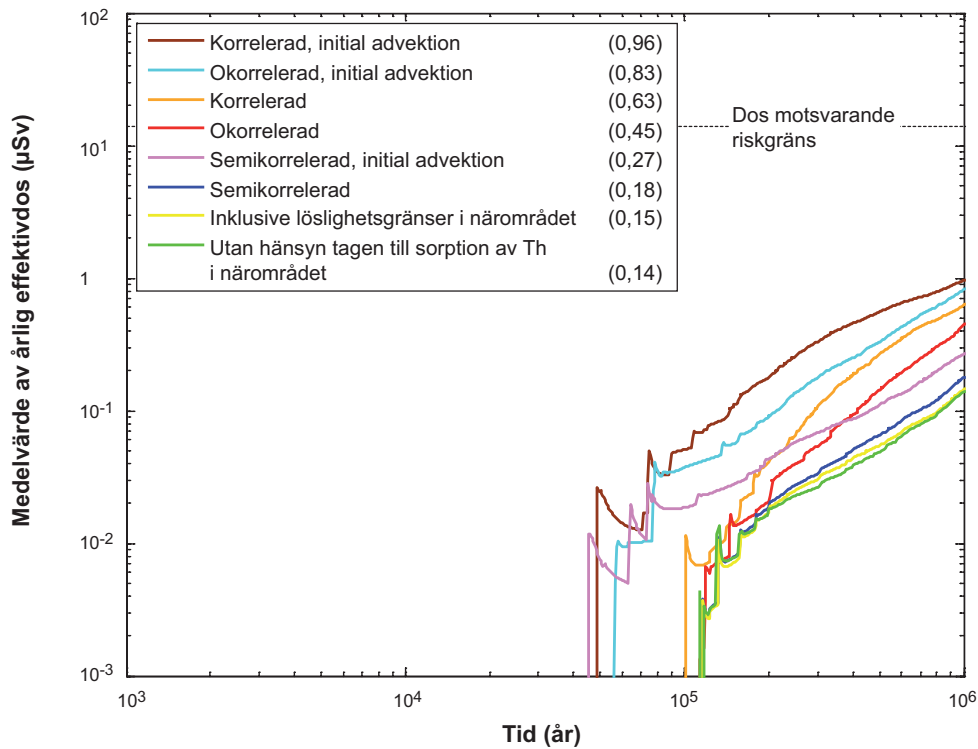 10²
Korrelerad, initial advektion (0,96)
Okorrelerad, initial advektion (0,83)
Korrelerad (0,63)
Okorrelerad (0,45)
Semikorrelerad, initial advektion (0,27)
Semikorrelerad (0,18)
Inklusive löslighetsgränser i närområdet (0,15)
Utan hänsyn tagen till sorption av Th
i närområdet (0,14)
Dos motsvarande
riskgräns
10¹
1
10⁻¹
10⁻²
10⁻³
Medelvärde av årlig effektivdos (µSv)
10³ 10⁴ 10⁵ 10⁶
Tid (år)